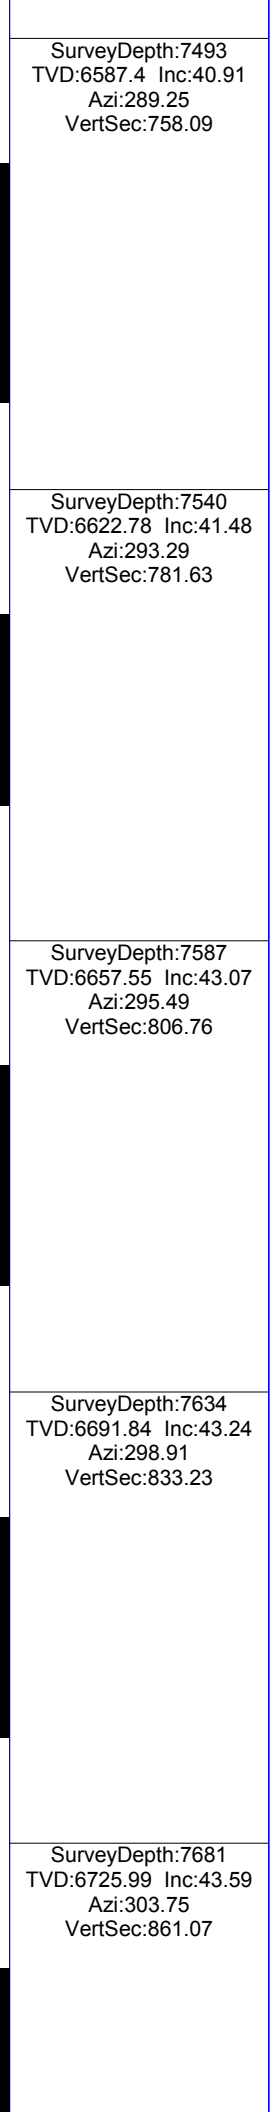 SurveyDepth:7493
TVD:6587.4 Inc:40.91
Azi:289.25
VertSec:758.09
SurveyDepth:7540
TVD:6622.78 Inc:41.48
Azi:293.29
VertSec:781.63
SurveyDepth:7587
TVD:6657.55 Inc:43.07
Azi:295.49
VertSec:806.76
SurveyDepth:7634
TVD:6691.84 Inc:43.24
Azi:298.91
VertSec:833.23
SurveyDepth:7681
TVD:6725.99 Inc:43.59
Azi:303.75
VertSec:861.07